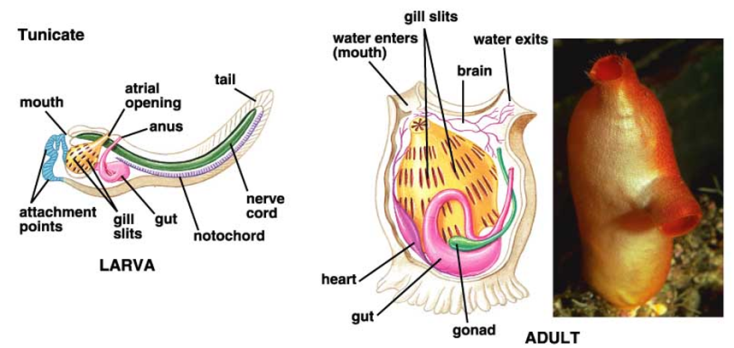 Tunicate
mouth
atrial
opening
anus
tail
attachment
points
gill
slits
gut
notochord
nerve
cord
LARVA
gill slits
water enters
(mouth)
water exits
brain
heart
gut
gonad
ADULT